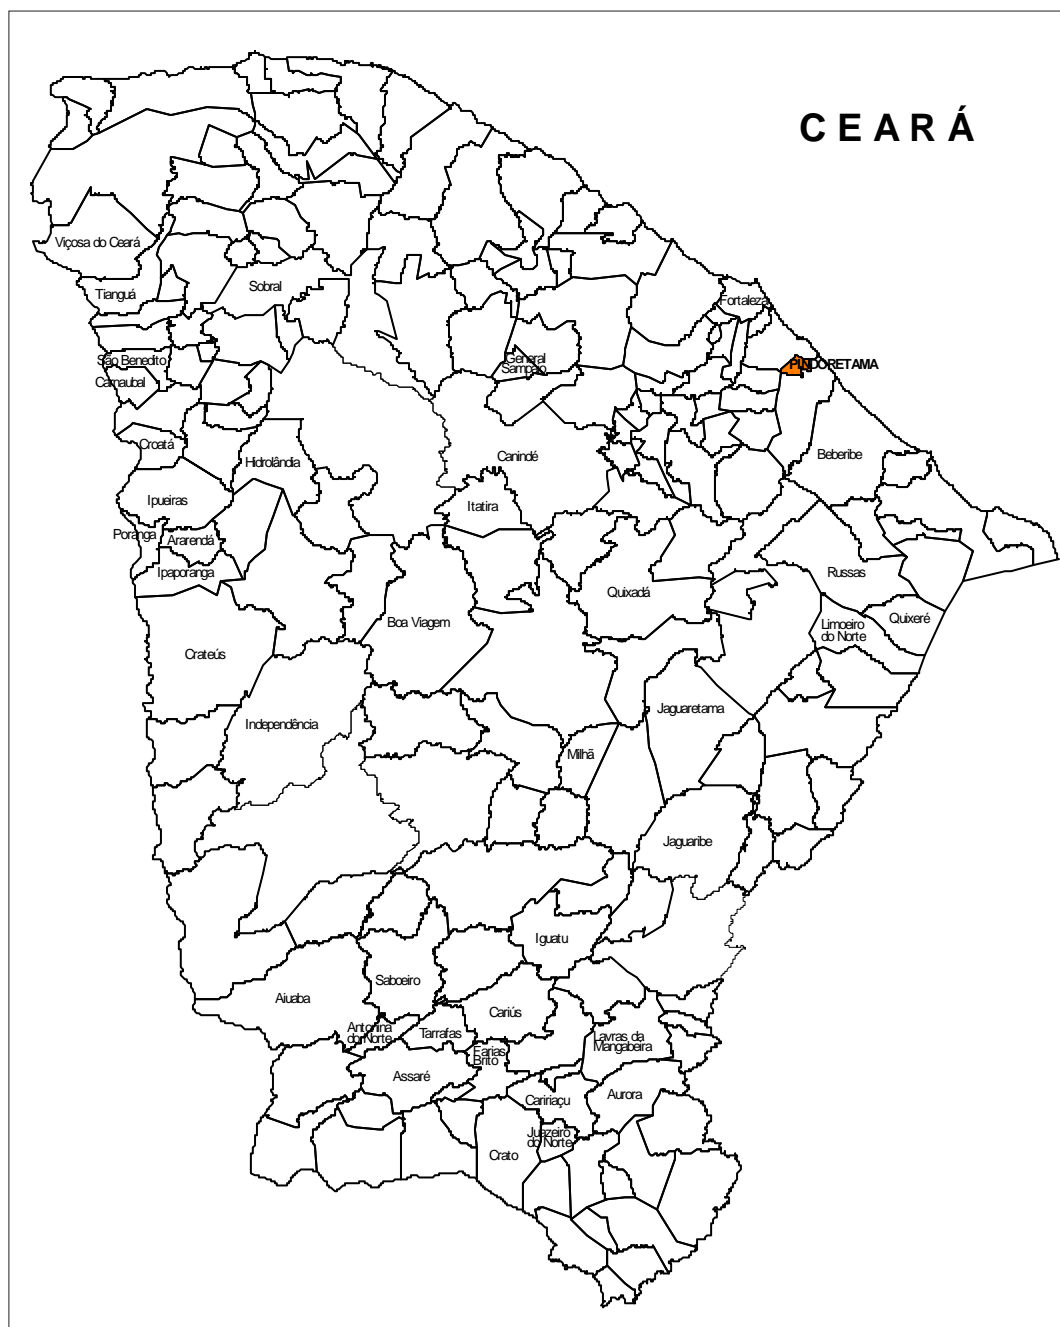 CEARÁ
Viçosa do Ceará
Tianguá
Sobral
Fortaleza
São Benedito
General
Sampaio
PINDORETAMA
Carnaubal
Croatá
Hidrolândia
Canindé
Beberibe
Ipueiras
Itatira
Poranga
Ararendá
Ipaporanga
Quixadá
Russas
Boa Viagem
Limoeiro
do Norte
Quixeré
Crateús
Independência
Jaguaretama
Milhã
Jaguaribe
Iguatu
Saboeiro
Aiuaba
Cariús
Antonina
do Norte
Tarrafas
Lavras da
Mangabeira
Farias
Brito
Assaré
Caririaçu
Aurora
Juazeiro
do Norte
Crato